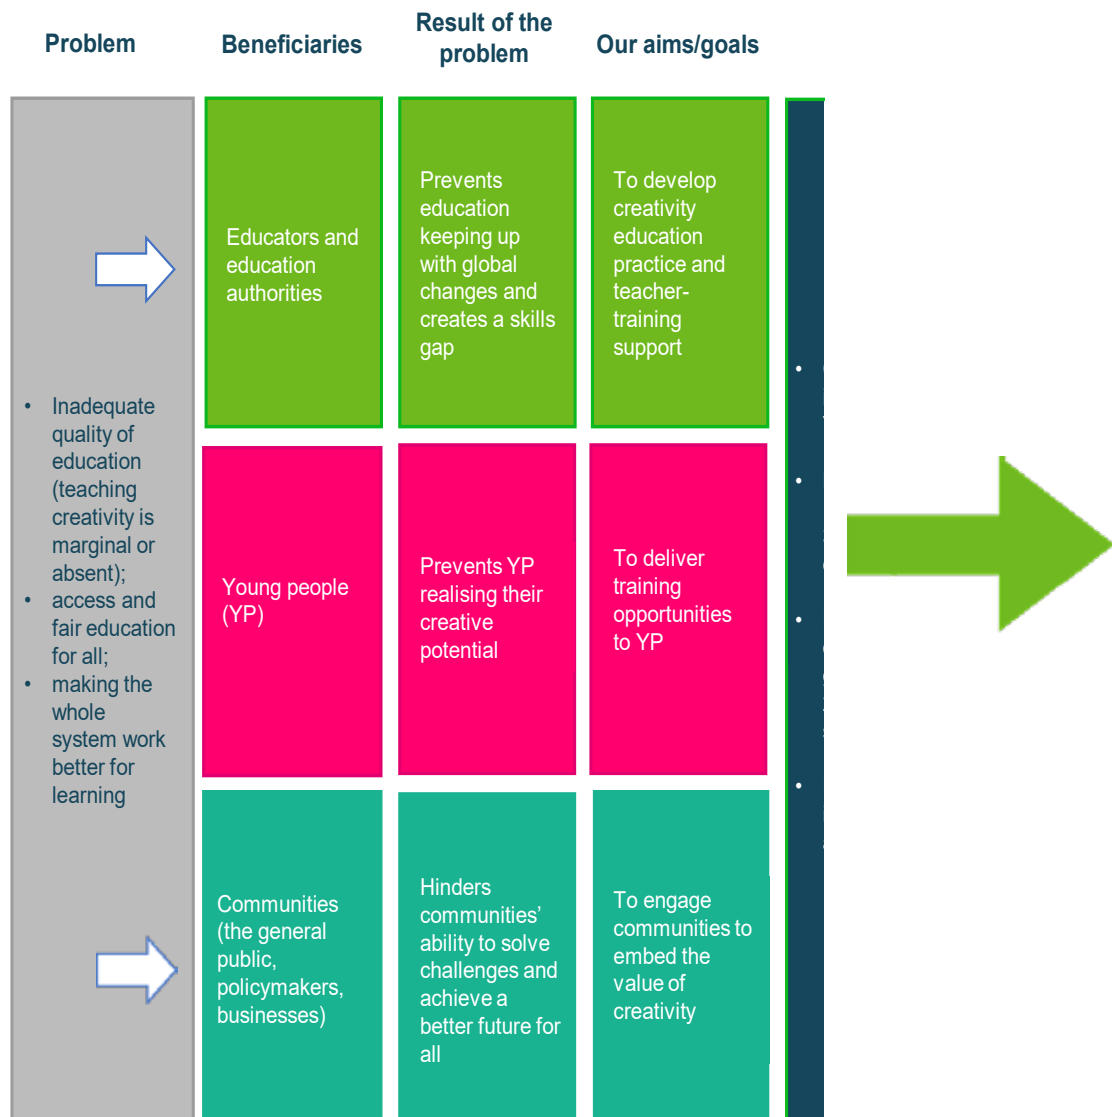 Problem
Beneficiaries
Result of the
problem
Our aims/goals
• Inadequate
quality of
education
(teaching
creativity is
marginal or
absent);
• access and
fair education
for all;
• making the
whole
system work
better for
learning
Educators and
education
authorities
Prevents
education
keeping up
with global
changes and
creates a skills
gap
To develop
creativity
education
practice and
teacher-
training
support
Young people
(YP)
Prevents YP
realising their
creative
potential
To deliver
training
opportunities
to YP
Communities
(the general
public,
policymakers,
businesses)
Hinders
communities’
ability to solve
challenges and
achieve a
better future for
all
To engage
communities to
embed the
value of
creativity